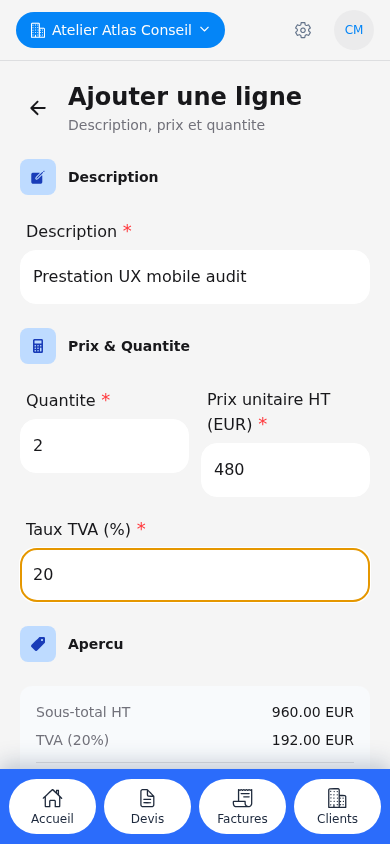 Atelier Atlas Conseil
CM
Ajouter une ligne
Description, prix et quantite
Description
Description *
Prestation UX mobile audit
Prix & Quantite
Quantite *
2
Prix unitaire HT
(EUR) *
480
Taux TVA (%) *
20
Apercu
Sous-total HT 960.00 EUR
TVA (20%) 192.00 EUR
Accueil Devis Factures Clients